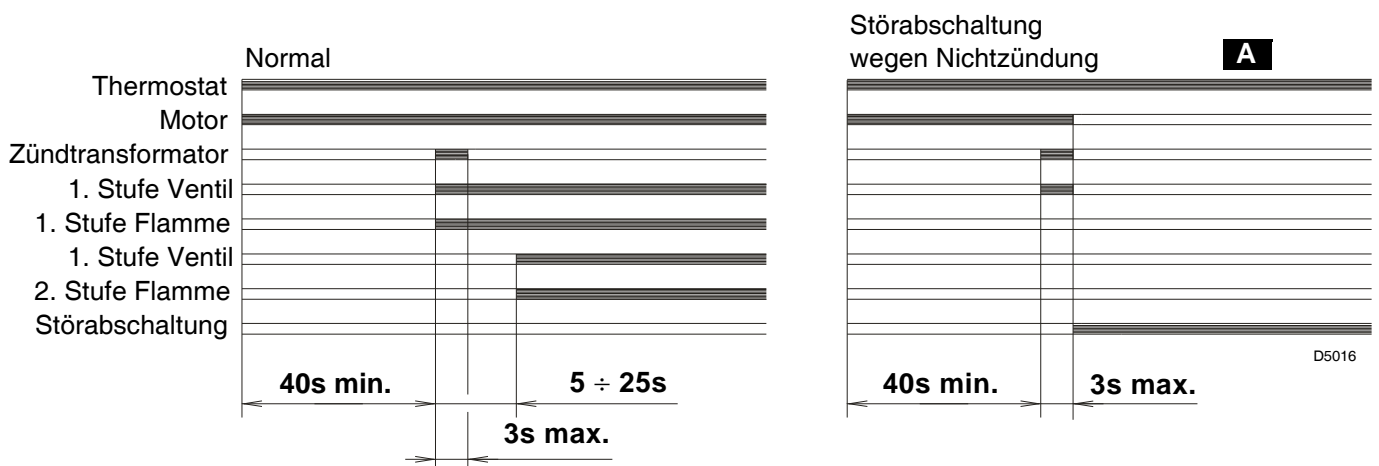 Normal
Störabschaltung
wegen Nichtzündung
A
Thermostat
Motor
Zündtransformator
1. Stufe Ventil
1. Stufe Flamme
1. Stufe Ventil
2. Stufe Flamme
Störabschaltung
40s min.
5 ÷ 25s
3s max.
40s min.
3s max.
D5016